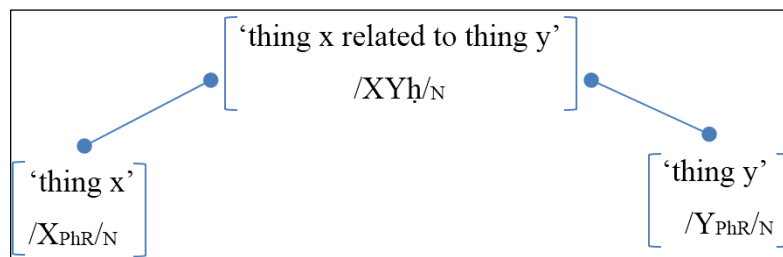 ‘thing x related to thing y’
/XYḥ/N
‘thing x’
/XPhR/N
‘thing y’
/YPhR/N